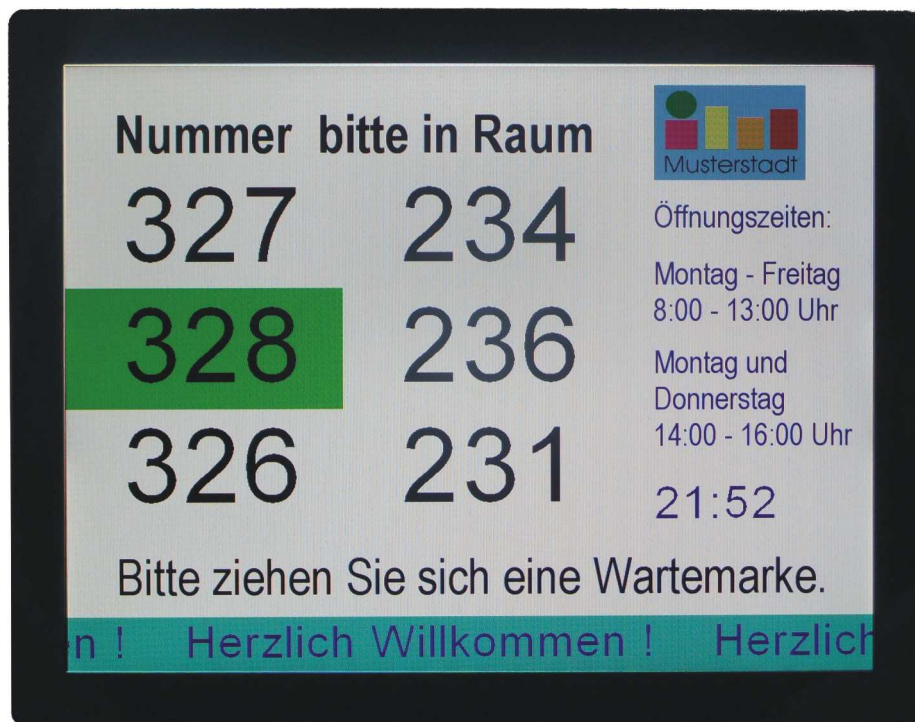 Nummer bitte in Raum
327 234
328 236
326 231
Musterstadt
Öffnungszeiten:
Montag - Freitag
8:00 - 13:00 Uhr
Montag und
Donnerstag
14:00 - 16:00 Uhr
21:52
Bitte ziehen Sie sich eine Wartemarke.
n ! Herzlich Willkommen ! Herzlich